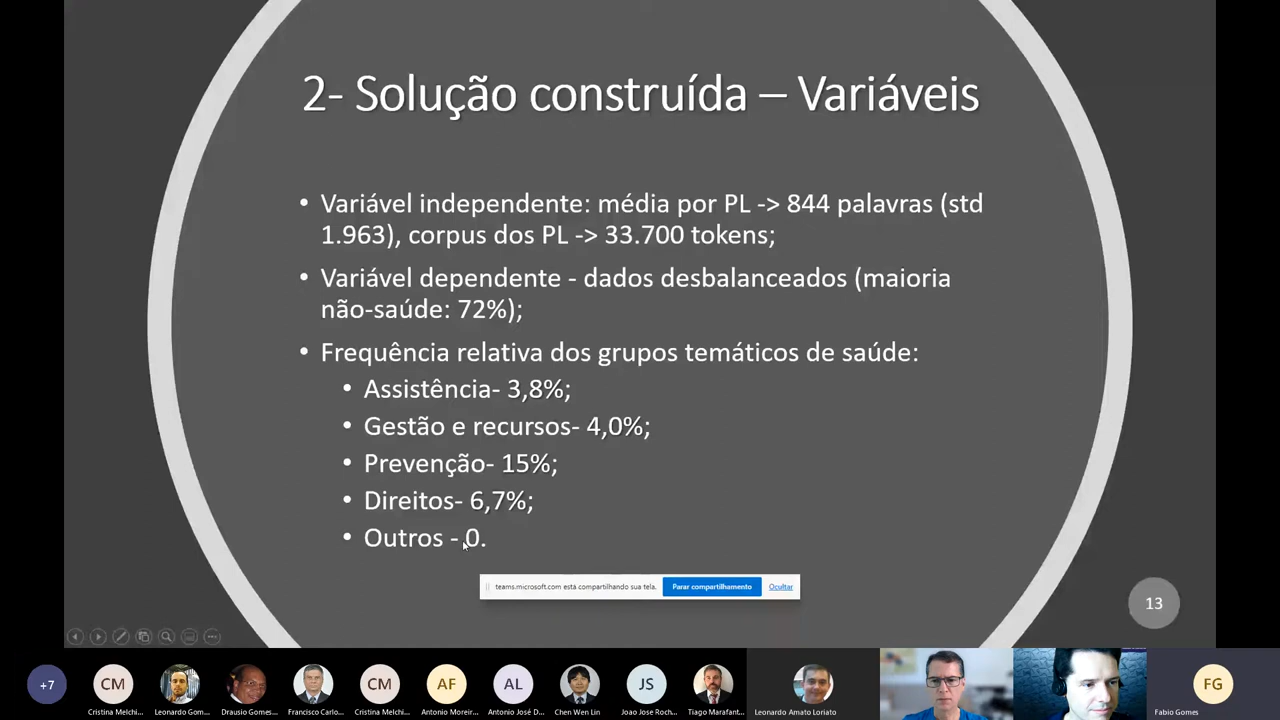 2- Solução construída – Variáveis
• Variável independente: média por PL -> 844 palavras (std
1.963), corpus dos PL -> 33.700 tokens;
• Variável dependente - dados desbalanceados (maioria
não-saúde: 72%);
• Frequência relativa dos grupos temáticos de saúde:
• Assistência- 3,8%;
• Gestão e recursos- 4,0%;
• Prevenção- 15%;
• Direitos- 6,7%;
• Outros - 0.
teams.microsoft.com está compartilhando sua tela. Parar compartilhamento Ocultar
13
+7 CM CM AF AL JS FG
Cristina Melchi... Leonardo Gom... Drausio Gomes... Francisco Carlo... Cristina Melchi... Antonio Moreir... Antonio José D... Chen Wen Lin Joao Jose Roch... Tiago Marafant... Leonardo Amato Loriato Fabio Gomes